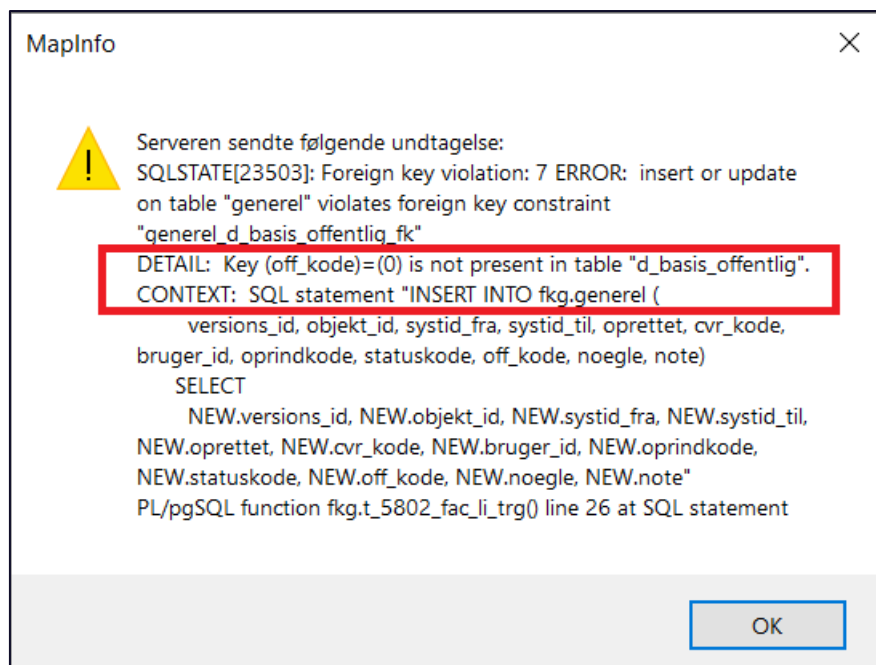 MapInfo
Serveren sendte følgende undtagelse:
SQLSTATE[23503]: Foreign key violation: 7 ERROR:  insert or update
on table "generel" violates foreign key constraint
"generel_d_basis_offentlig_fk"
DETAIL:  Key (off_kode)=(0) is not present in table "d_basis_offentlig".
CONTEXT:  SQL statement "INSERT INTO fkg.generel (
versions_id, objekt_id, systid_fra, systid_til, oprettet, cvr_kode,
bruger_id, oprindkode, statuskode, off_kode, noegle, note)
SELECT
NEW.versions_id, NEW.objekt_id, NEW.systid_fra, NEW.systid_til,
NEW.oprettet, NEW.cvr_kode, NEW.bruger_id, NEW.oprindkode,
NEW.statuskode, NEW.off_kode, NEW.noegle, NEW.note"
PL/pgSQL function fkg.t_5802_fac_li_trg() line 26 at SQL statement
OK